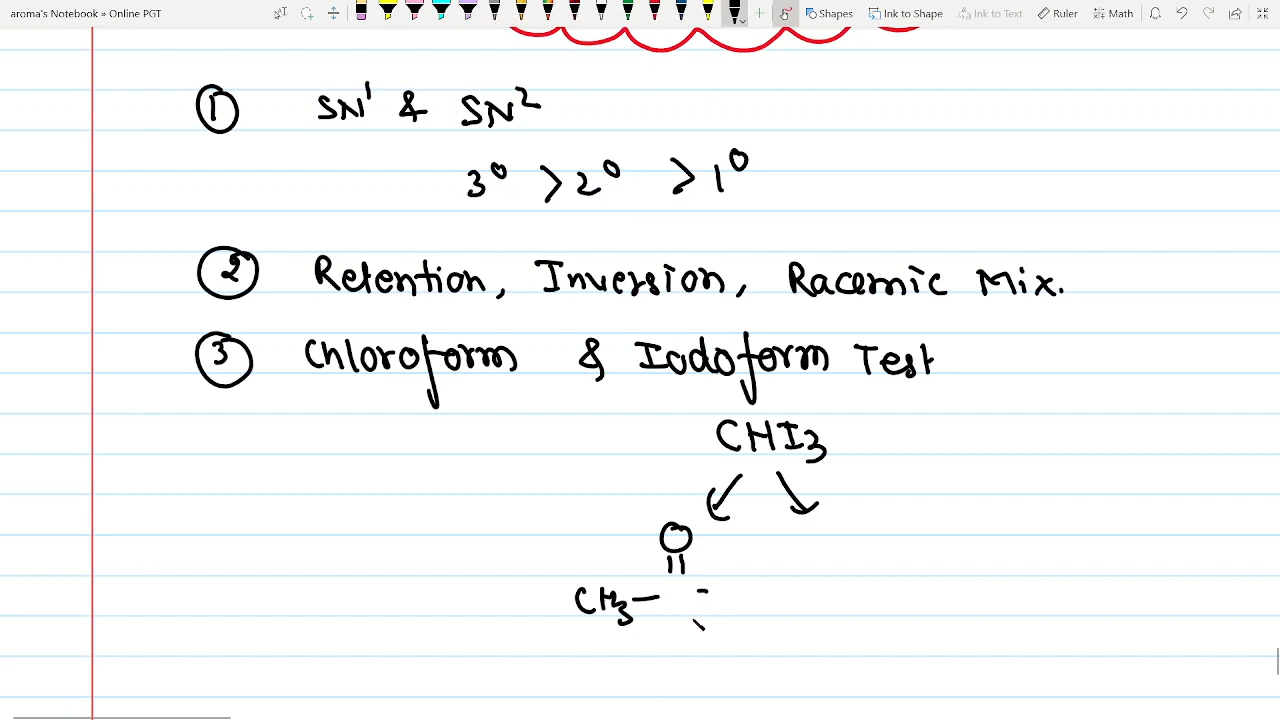 aroma's Notebook » Online PGT
Shapes Ink to Shape Ink to Text Ruler Math
① SN¹ & SN²
3° > 2° > 1°
② Retention, Inversion, Racemic Mix.
③ Chloroform & Iodoform Test
CHI3
O
CH3-